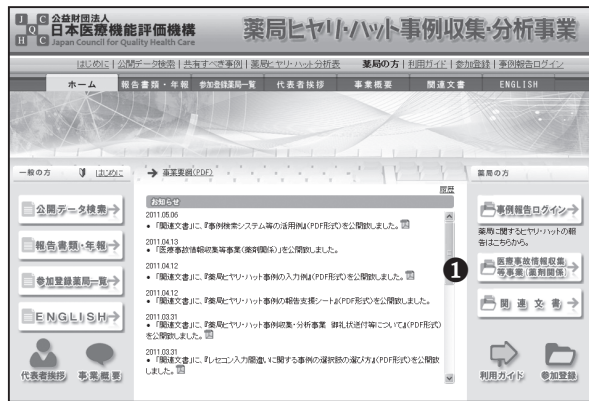 公益財団法人
日本医療機能評価機構
Japan Council for Quality Health Care
J C
Q
H C
薬局ヒヤリ・ハット事例収集・分析事業
はじめに | 公開データ検索 | 共有すべき事例 | 薬局ヒヤリ・ハット分析表 薬局の方 | 利用ガイド | 参加登録 | 事例報告ログイン
ホーム 報告書類・年報 参加登録薬局一覧 代表者挨拶 事業概要 関連文書 ENGLISH
一般の方 はじめに
公開データ検索
報告書類・年報
参加登録薬局一覧
ENGLISH
代表者挨拶 事業概要
事業要綱(PDF)
履歴
お知らせ
2011.05.06
• 「関連文書」に、『事例検索システム等の活用例』(PDF形式)を公開致しました。
2011.04.13
• 「医療事故情報収集等事業(薬剤関係)」を公開致しました。
2011.04.12
• 「関連文書」に、『薬局ヒヤリ・ハット事例の入力例』(PDF形式)を公開致しました。
2011.04.12
• 「関連文書」に、『薬局ヒヤリ・ハット事例の報告支援シート』(PDF形式)を公開致しました。
2011.03.31
• 「関連文書」に、『薬局ヒヤリ・ハット事例収集・分析事業 御礼状送付等について』(PDF形式)
を公開致しました。
2011.03.31
• 「関連文書」に、『レセコン入力間違いに関する事例の選択肢の選び方』(PDF形式)を公開致
しました。
薬局の方
事例報告ログイン
薬局に関するヒヤリ・ハットの報
告はこちらから。
❶
医療事故情報収集
等事業(薬剤関係)
関連文書
利用ガイド 参加登録